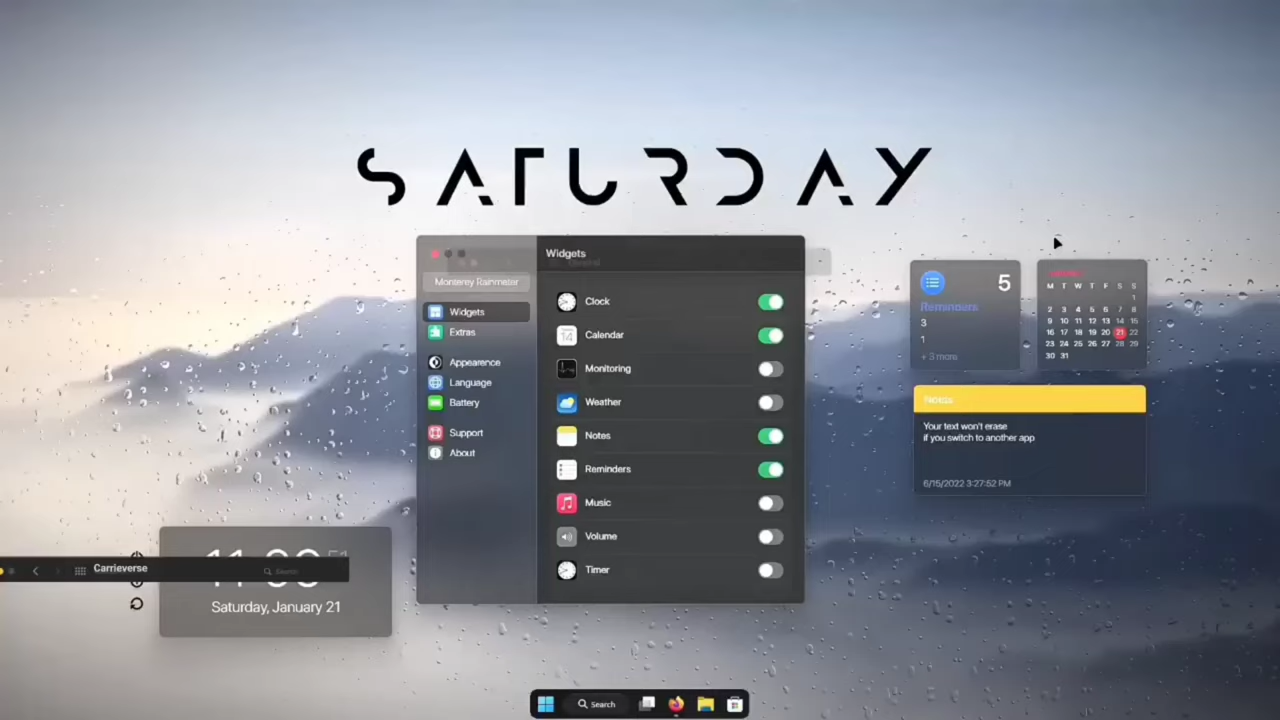 SATURDAY
Widgets
Monterey Rainmeter
Widgets
Extras
Appearence
Language
Battery
Support
About
Clock
Calendar
Monitoring
Weather
Notes
Reminders
Music
Volume
Timer
5
Reminders
3
1
+ 3 more
M T W T F S S
1
2 3 4 5 6 7 8
9 10 11 12 13 14 15
16 17 18 19 20 21 22
23 24 25 26 27 28 29
30 31
Notes
Your text won't erase
if you switch to another app
6/15/2022 3:27:52 PM
Carrieverse
Search
Saturday, January 21
Search